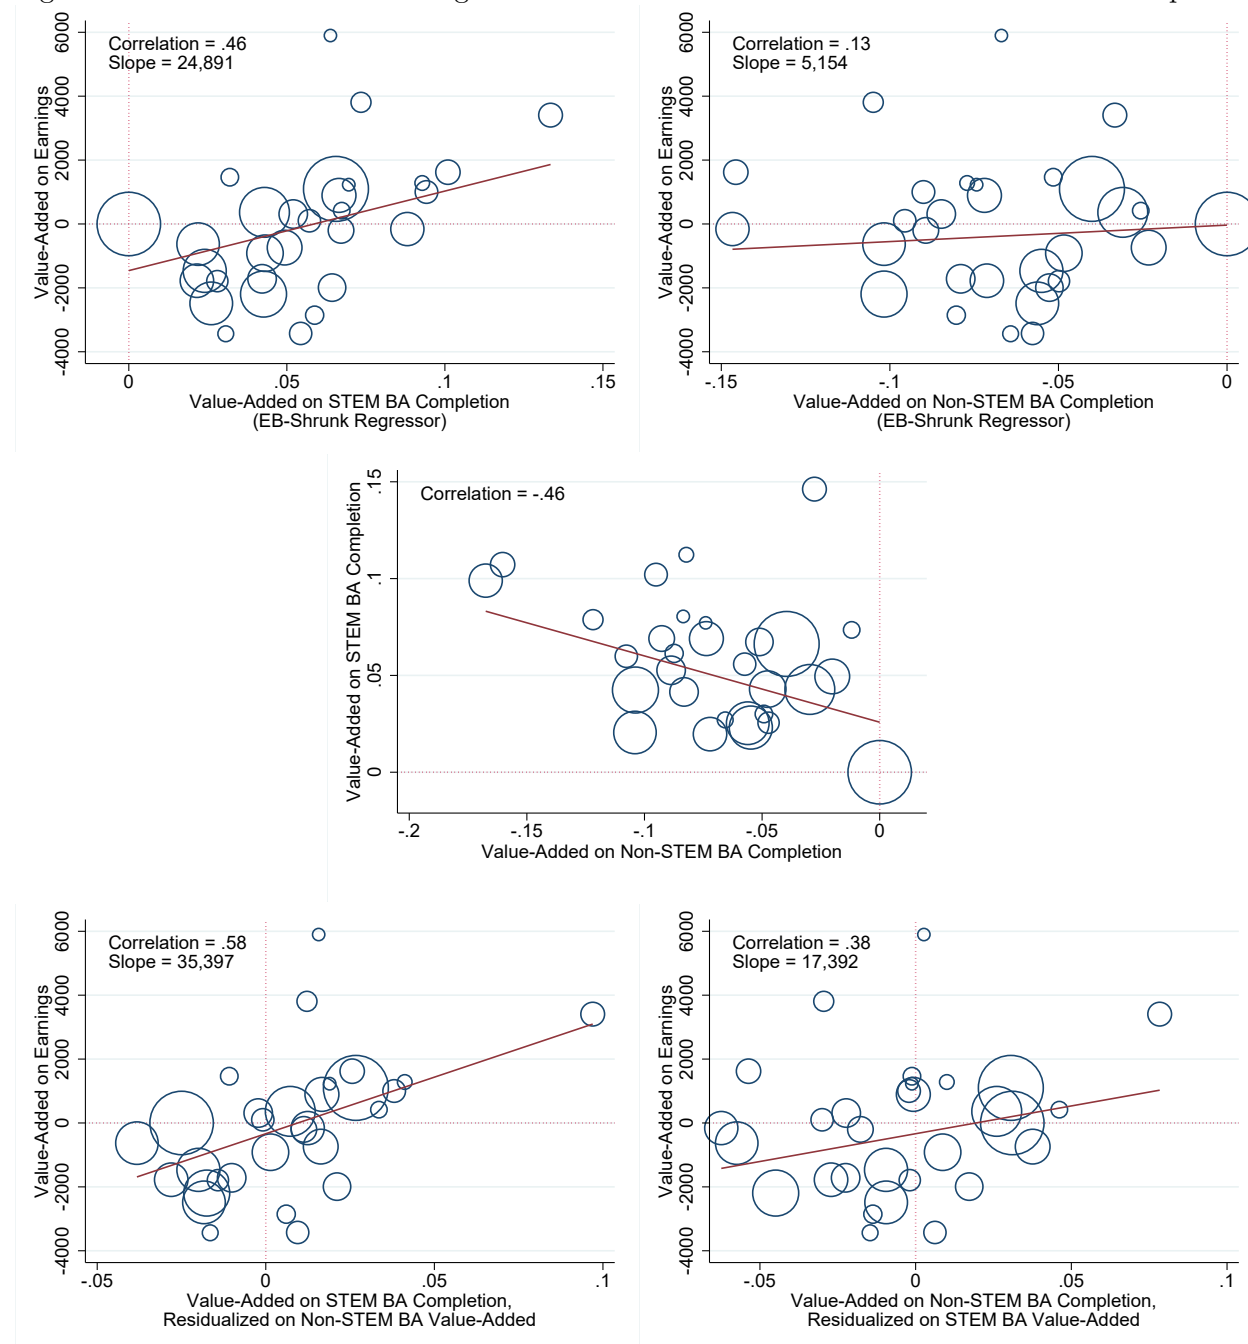 Correlation = .46
Slope = 24,891
Value-Added on Earnings
6000
4000
2000
0
-2000
-4000
0 .05 .1 .15
Value-Added on STEM BA Completion
(EB-Shrunk Regressor)
Correlation = .13
Slope = 5,154
Value-Added on Earnings
6000
4000
2000
0
-2000
-4000
-.15 -.1 -.05 0
Value-Added on Non-STEM BA Completion
(EB-Shrunk Regressor)
Correlation = -.46
Value-Added on STEM BA Completion
.15
.1
.05
0
-.2 -.15 -.1 -.05 0
Value-Added on Non-STEM BA Completion
Correlation = .58
Slope = 35,397
Value-Added on Earnings
6000
4000
2000
0
-2000
-4000
-.05 0 .05 .1
Value-Added on STEM BA Completion,
Residualized on Non-STEM BA Value-Added
Correlation = .38
Slope = 17,392
Value-Added on Earnings
6000
4000
2000
0
-2000
-4000
-.05 0 .05 .1
Value-Added on Non-STEM BA Completion,
Residualized on STEM BA Value-Added